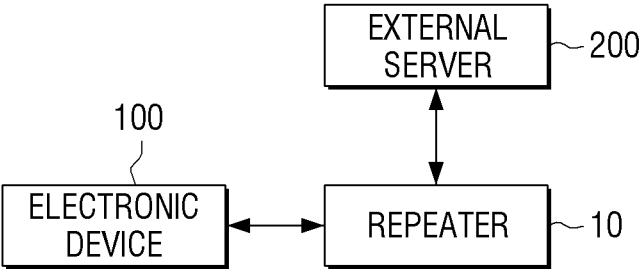 EXTERNAL
SERVER
200
100
ELECTRONIC
DEVICE
REPEATER
10